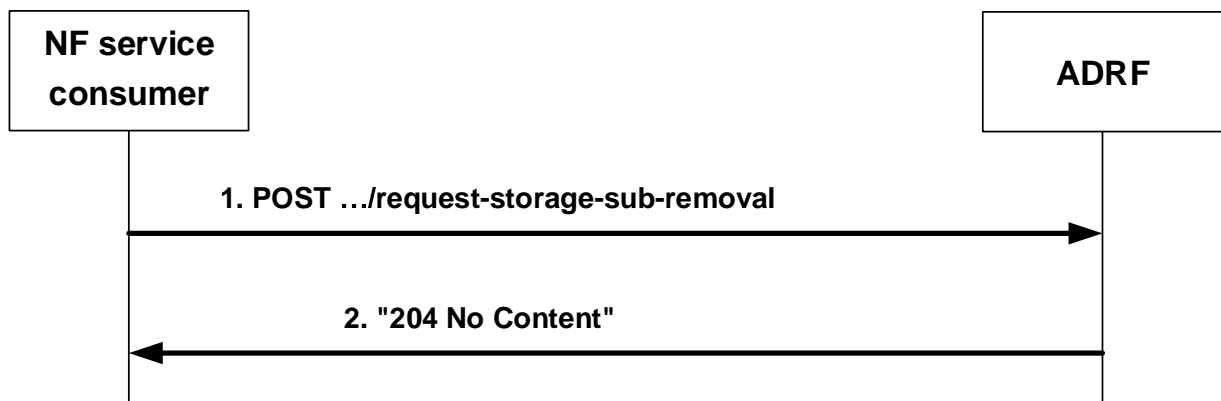 NF service
consumer
ADRF
1. POST …/request-storage-sub-removal
2. "204 No Content"